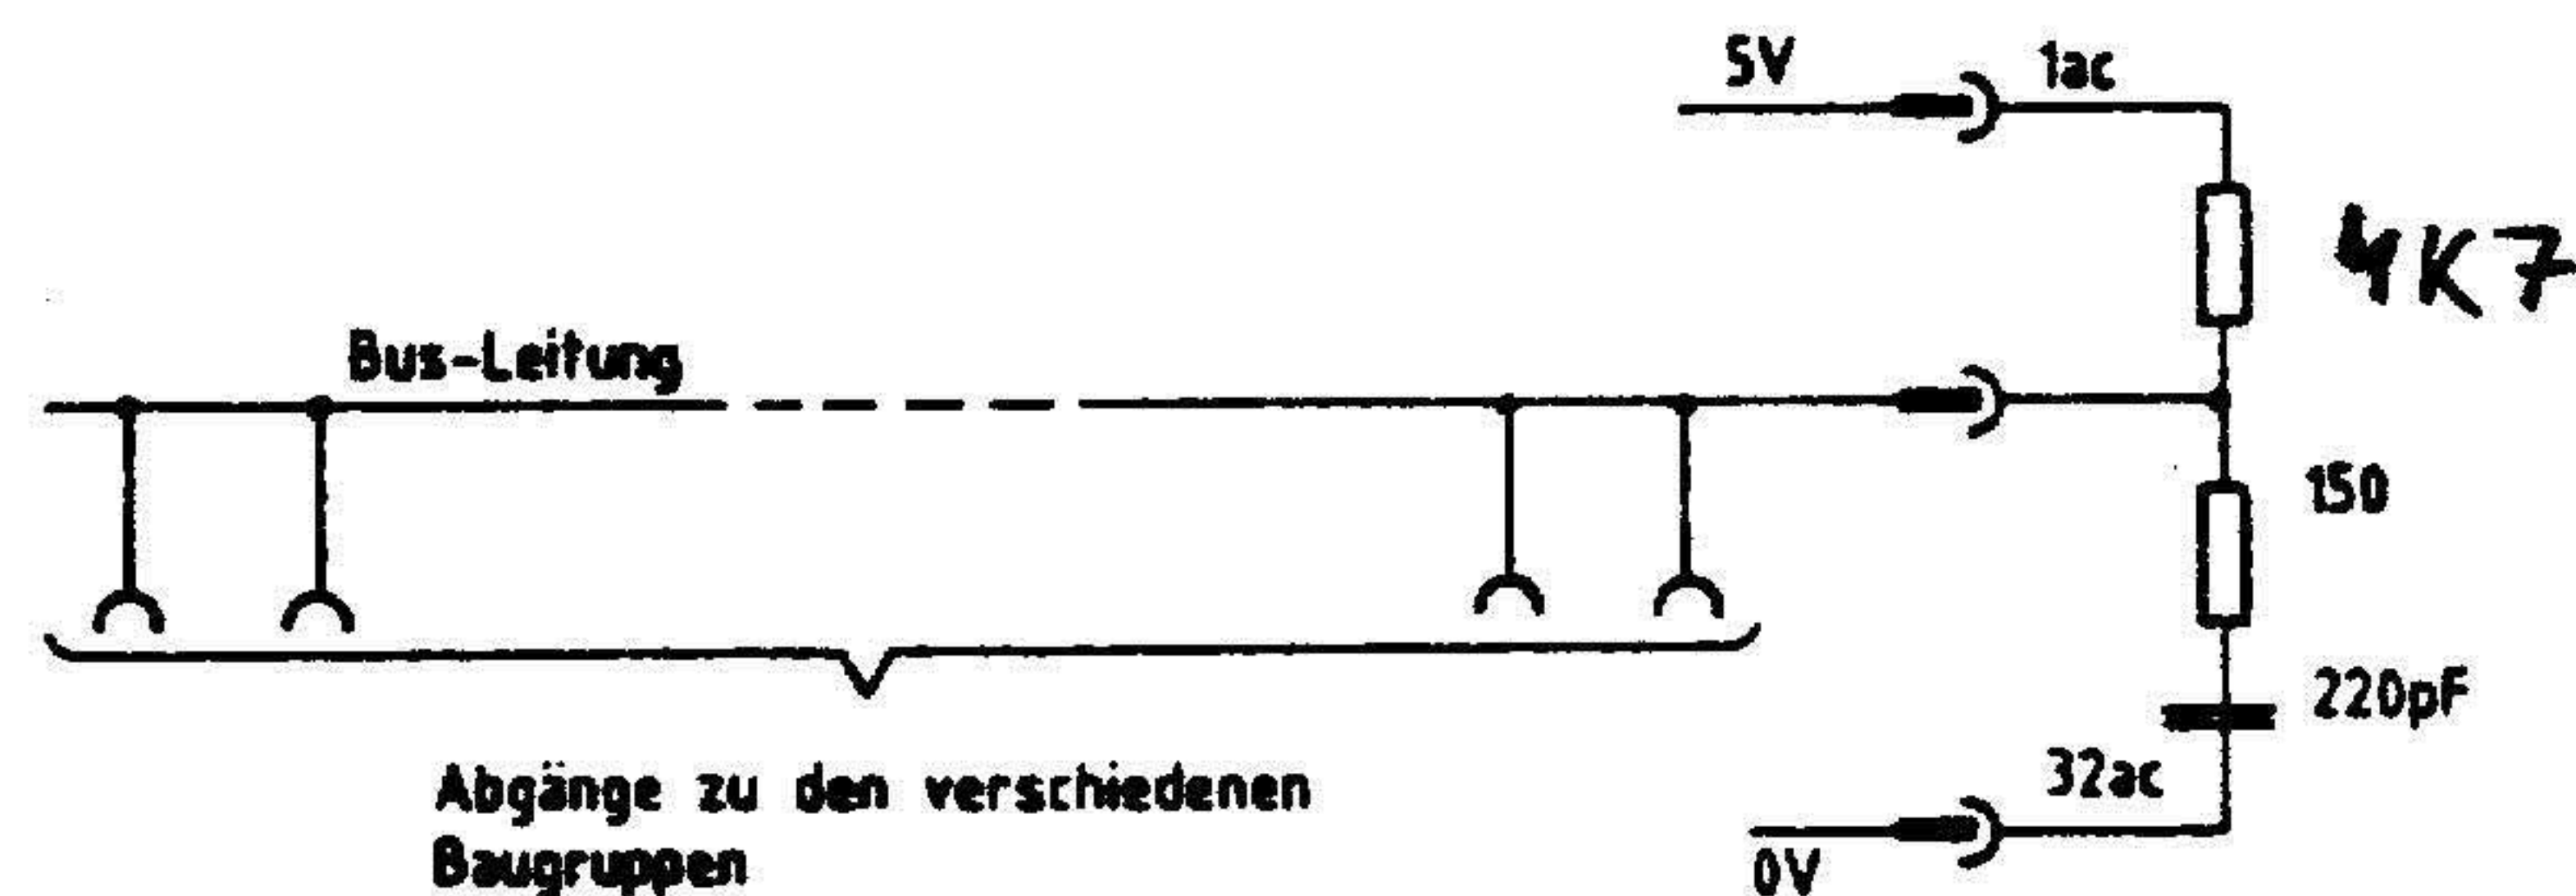 5V
1ac
4K7
Bus-Leitung
150
220pF
32ac
0V
Abgänge zu den verschiedenen
Baugruppen